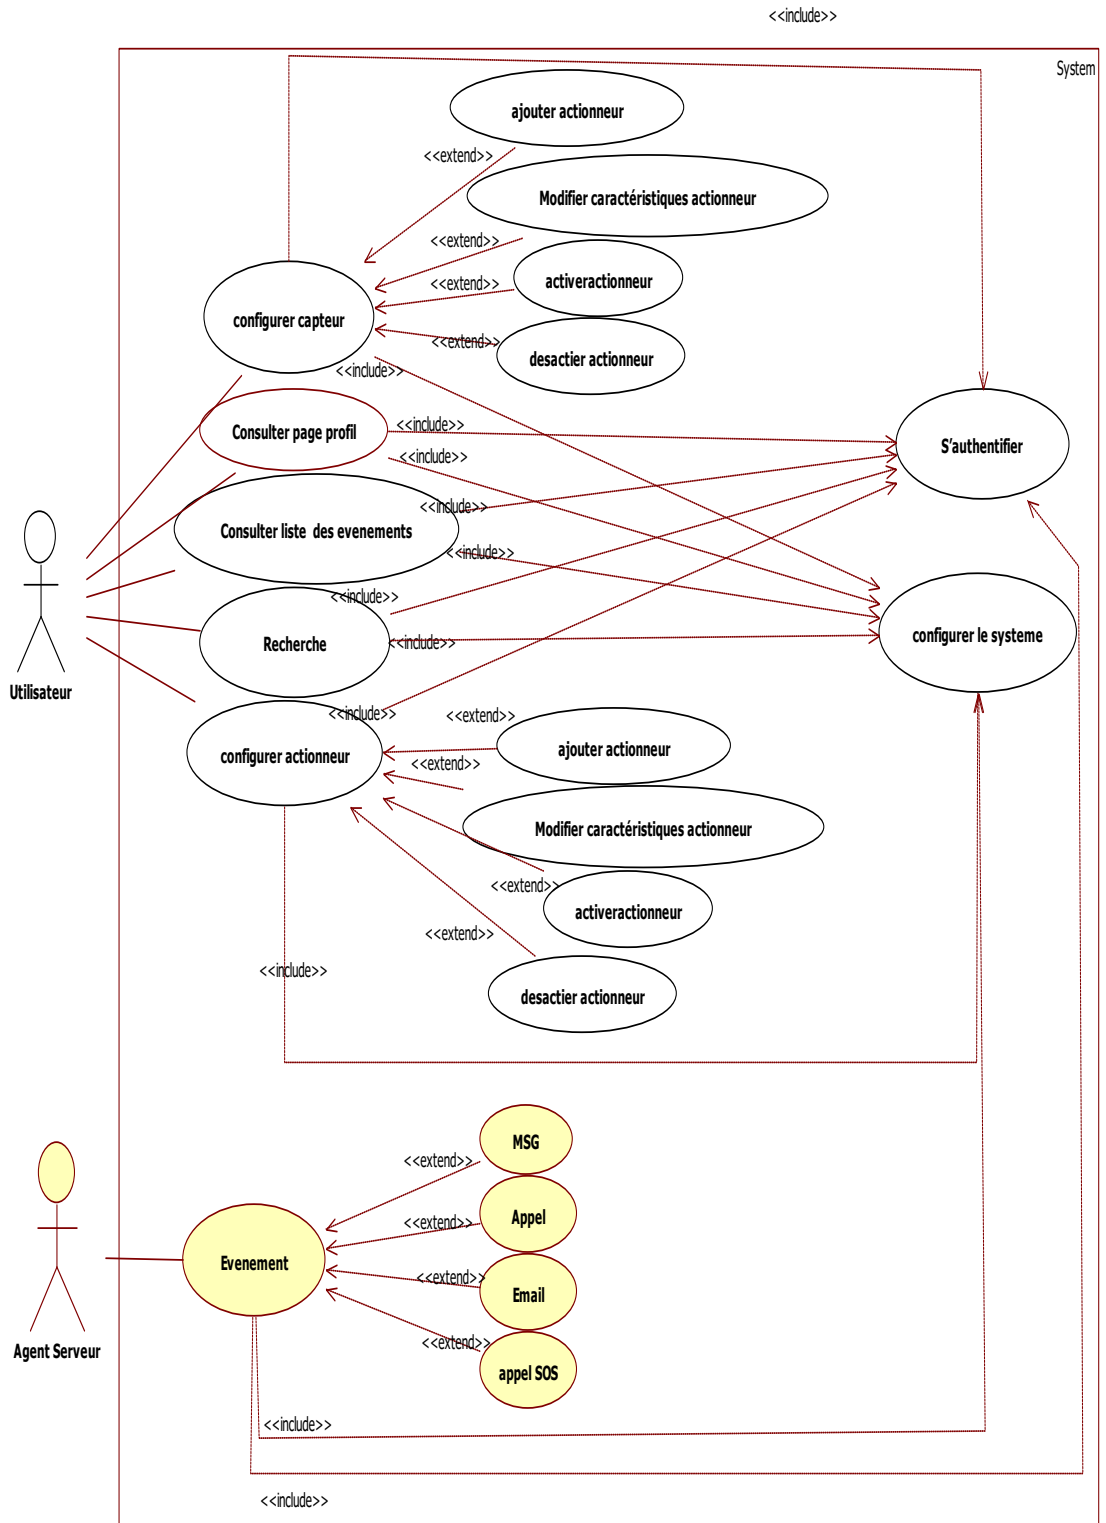 <<include>>
System
ajouter actionneur
<<extend>>
Modifier caractéristiques actionneur
<<extend>>
activeractionneur
<<extend>>
configurer capteur
<<extend>>
desactier actionneur
<<include>>
Consulter page profil
<<include>>
S'authentifier
<<include>>
<<include>>
Consulter liste des evenements
<<include>>
<<include>>
Recherche
<<include>>
configurer le systeme
Utilisateur
<<include>>
<<extend>>
configurer actionneur
ajouter actionneur
<<extend>>
Modifier caractéristiques actionneur
<<extend>>
activeractionneur
<<extend>>
<<include>>
desactier actionneur
MSG
<<extend>>
Appel
<<extend>>
Evenement
<<extend>>
Email
Agent Serveur
<<extend>>
appel SOS
<<include>>
<<include>>